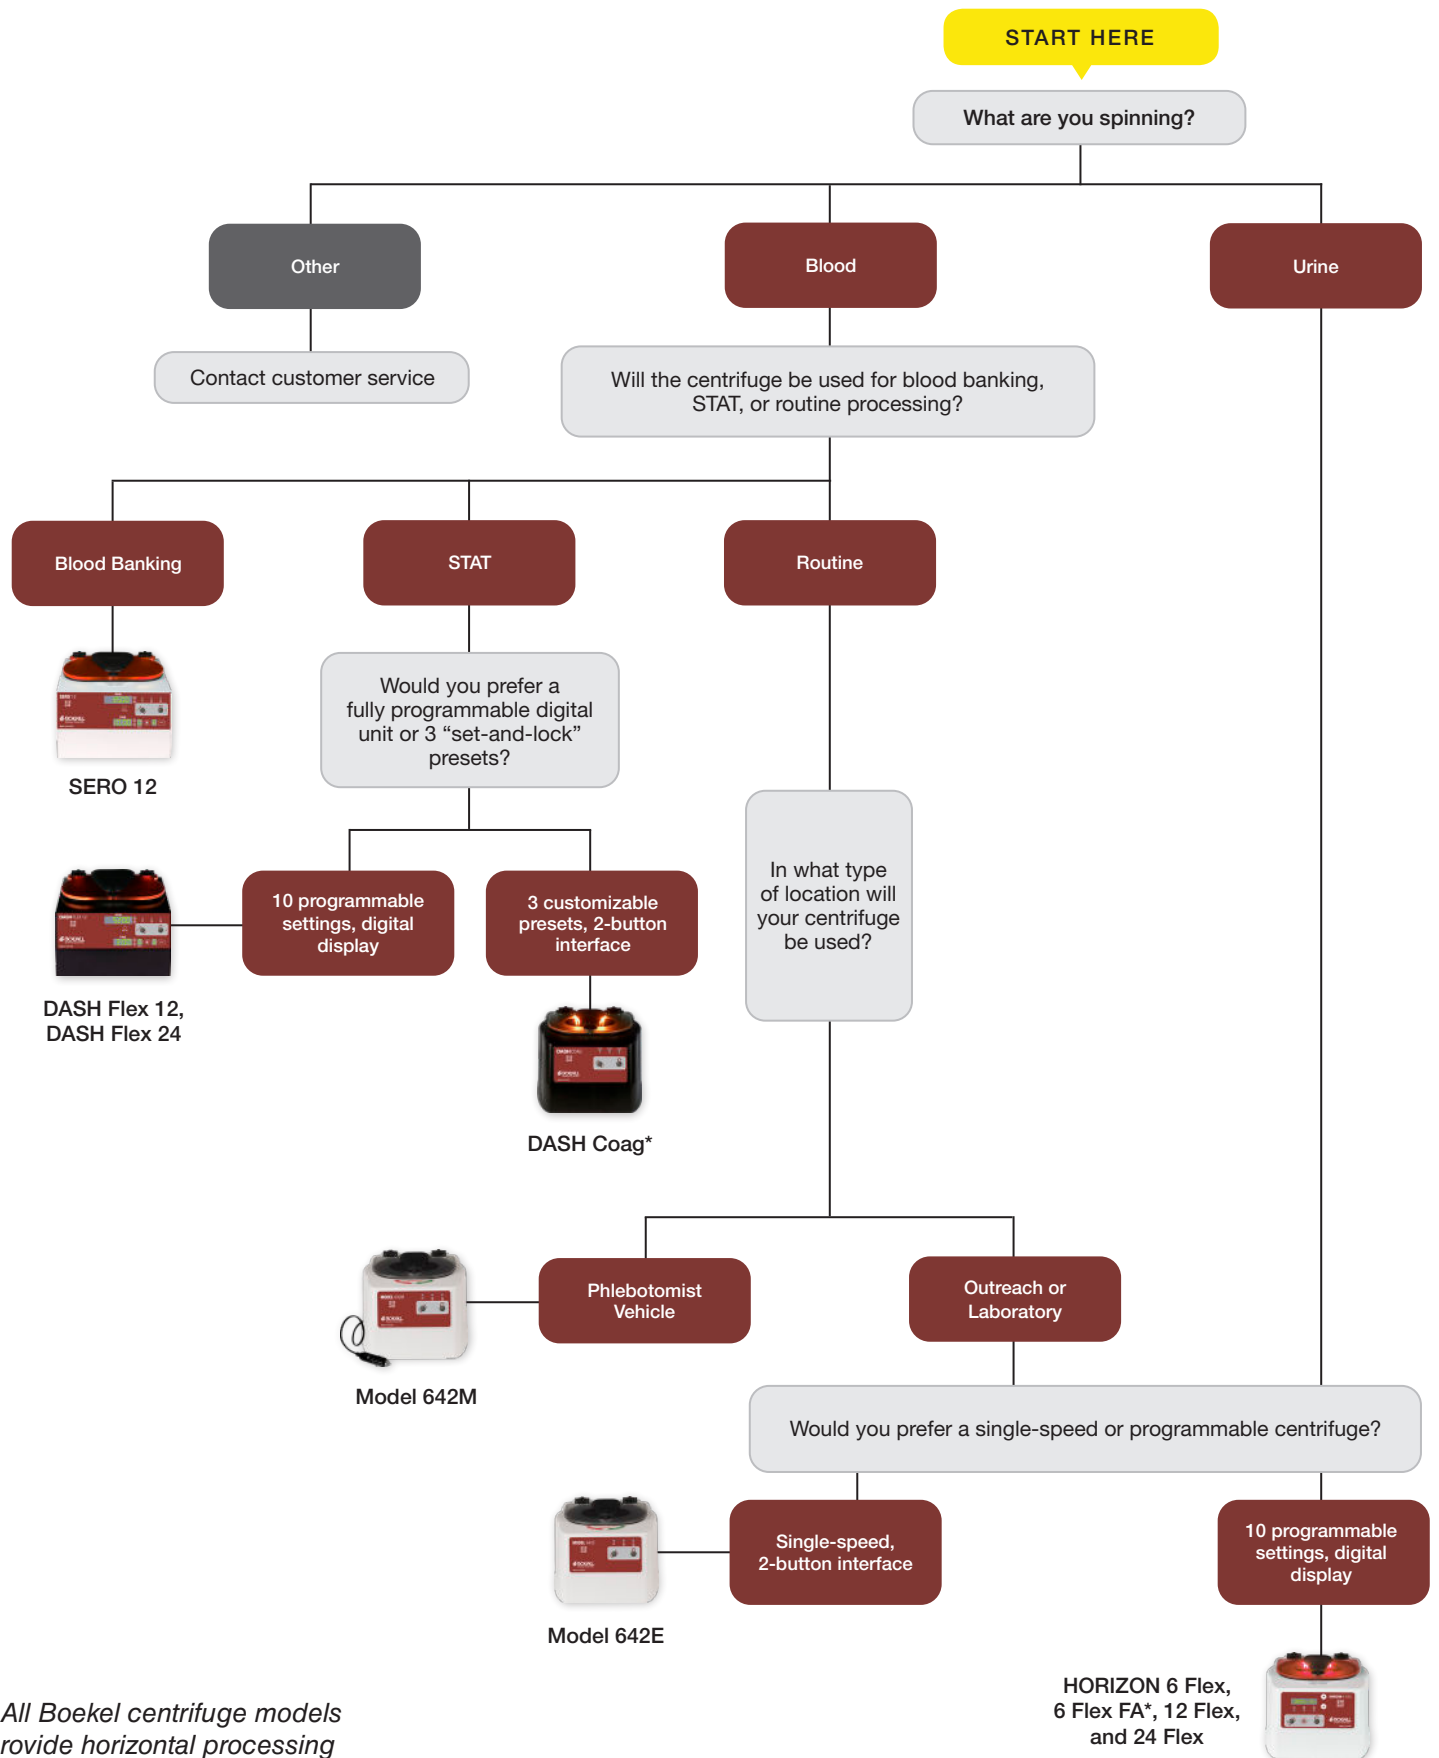 START HERE
What are you spinning?
Other
Blood
Urine
Contact customer service
Will the centrifuge be used for blood banking,
STAT, or routine processing?
Blood Banking
STAT
Routine
SERO 12
Would you prefer a
fully programmable digital
unit or 3 “set-and-lock”
presets?
In what type
of location will
your centrifuge
be used?
10 programmable
settings, digital
display
3 customizable
presets, 2-button
interface
DASH Flex 12,
DASH Flex 24
DASH Coag*
Phlebotomist
Vehicle
Outreach or
Laboratory
Model 642M
Would you prefer a single-speed or programmable centrifuge?
Single-speed,
2-button interface
10 programmable
settings, digital
display
Model 642E
HORIZON 6 Flex,
6 Flex FA*, 12 Flex,
and 24 Flex
All Boekel centrifuge models
rovide horizontal processing